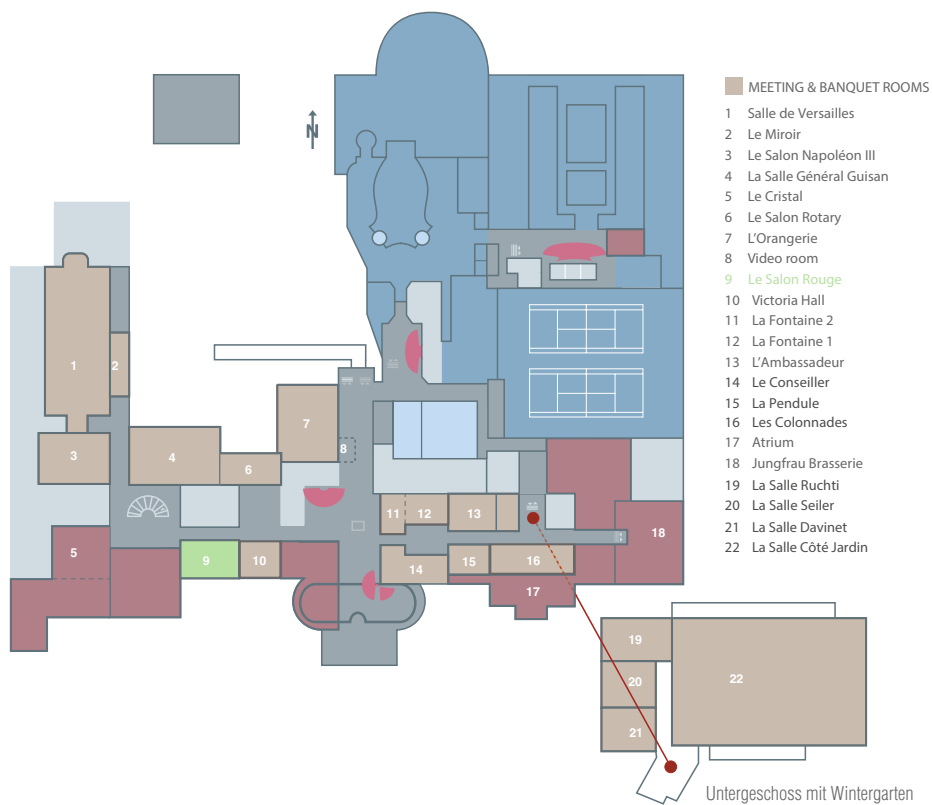 N
MEETING & BANQUET ROOMS
1 Salle de Versailles
2 Le Miroir
3 Le Salon Napoléon III
4 La Salle Général Guisan
5 Le Cristal
6 Le Salon Rotary
7 L'Orangerie
8 Video room
9 Le Salon Rouge
10 Victoria Hall
11 La Fontaine 2
12 La Fontaine 1
13 L'Ambassadeur
14 Le Conseiller
15 La Pendule
16 Les Colonnades
17 Atrium
18 Jungfrau Brasserie
19 La Salle Ruchti
20 La Salle Seiler
21 La Salle Davinet
22 La Salle Côté Jardin
1
2
3
4
6
7
8
11
12
13
5
9
10
14
15
16
17
18
19
20
21
22
Untergeschoss mit Wintergarten